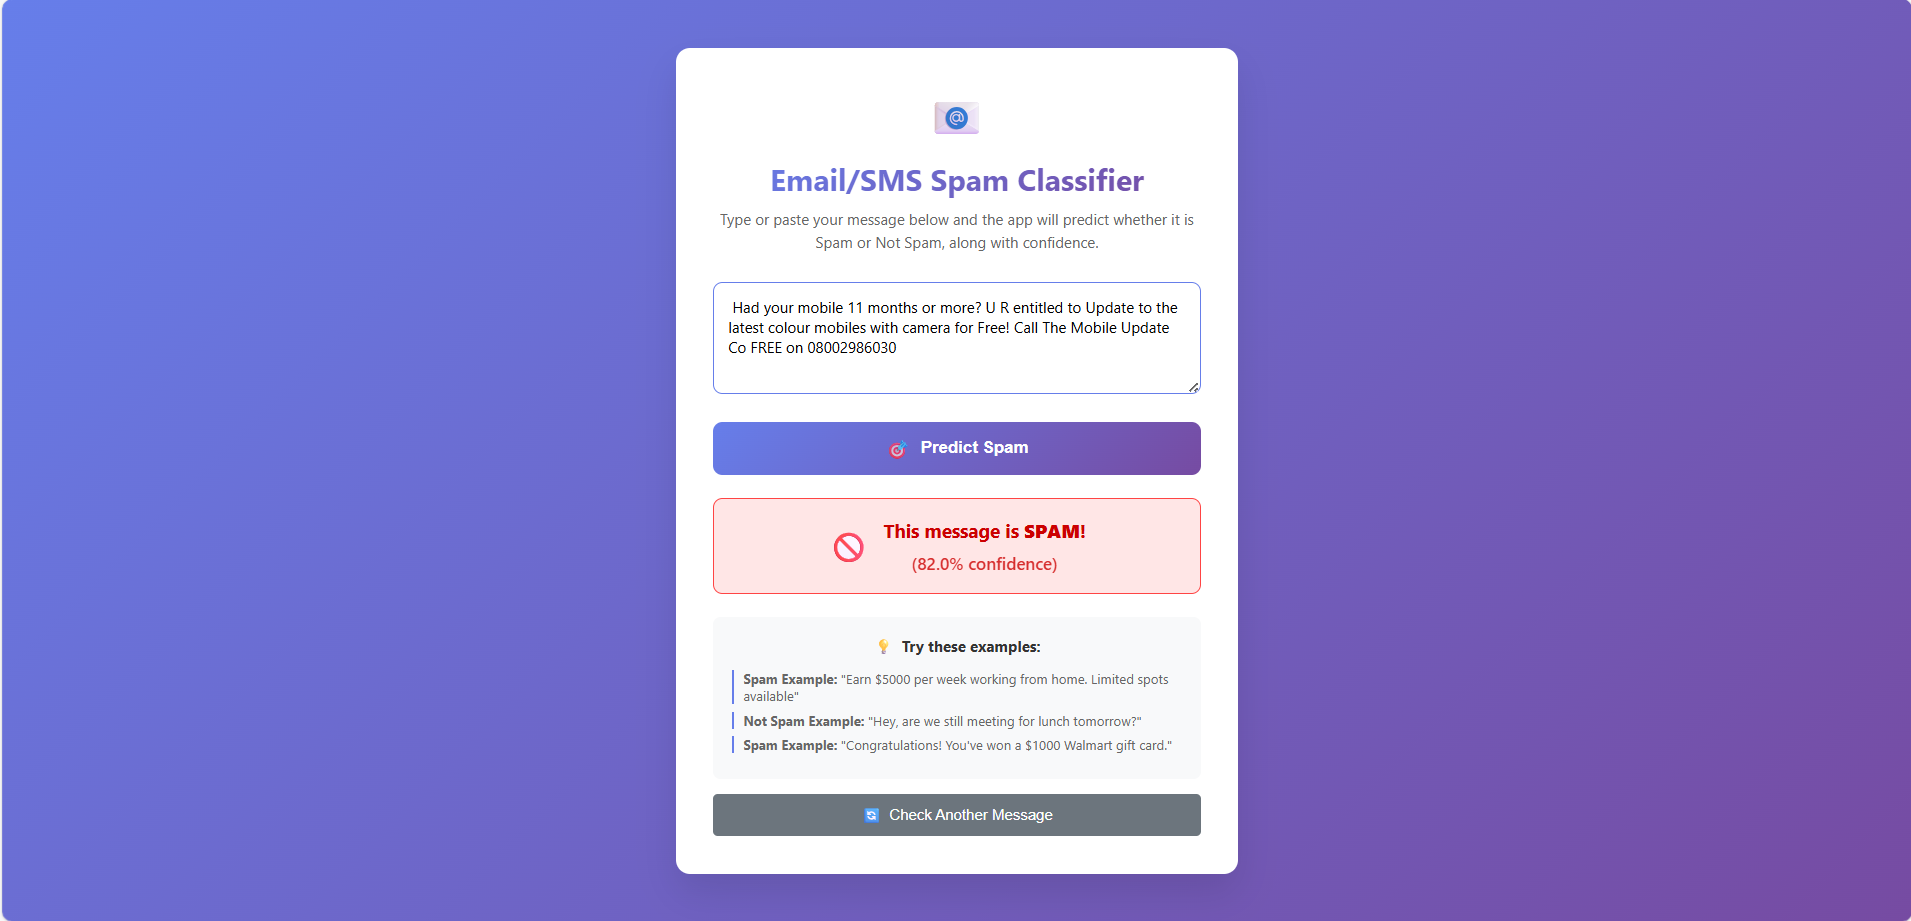 @
Email/SMS Spam Classifier
Type or paste your message below and the app will predict whether it is
Spam or Not Spam, along with confidence.
Had your mobile 11 months or more? U R entitled to Update to the
latest colour mobiles with camera for Free! Call The Mobile Update
Co FREE on 08002986030
Predict Spam
This message is SPAM!
(82.0% confidence)
Try these examples:
Spam Example: "Earn $5000 per week working from home. Limited spots
available"
Not Spam Example: "Hey, are we still meeting for lunch tomorrow?"
Spam Example: "Congratulations! You've won a $1000 Walmart gift card."
Check Another Message